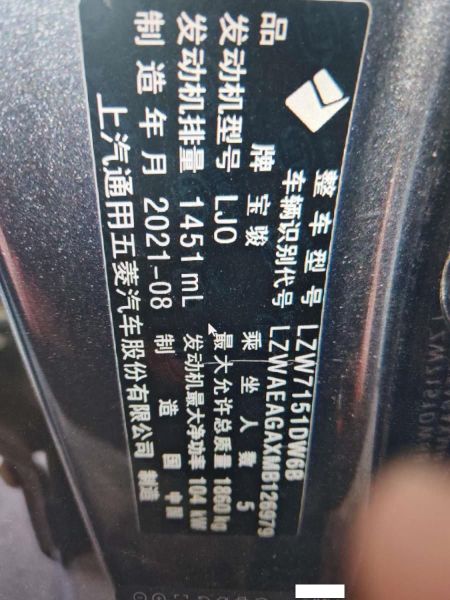 整车型号 LZW7151DW6B
车辆识别代号 LZWAEAGAXMB126979
品牌 宝骏 乘坐人数 5
发动机型号 LJO 最大允许总质量 1860 kg
发动机排量 1451 mL 发动机最大净功率 104 kW
制造年月 2021-08 制造国 中国
上汽通用五菱汽车股份有限公司 制造